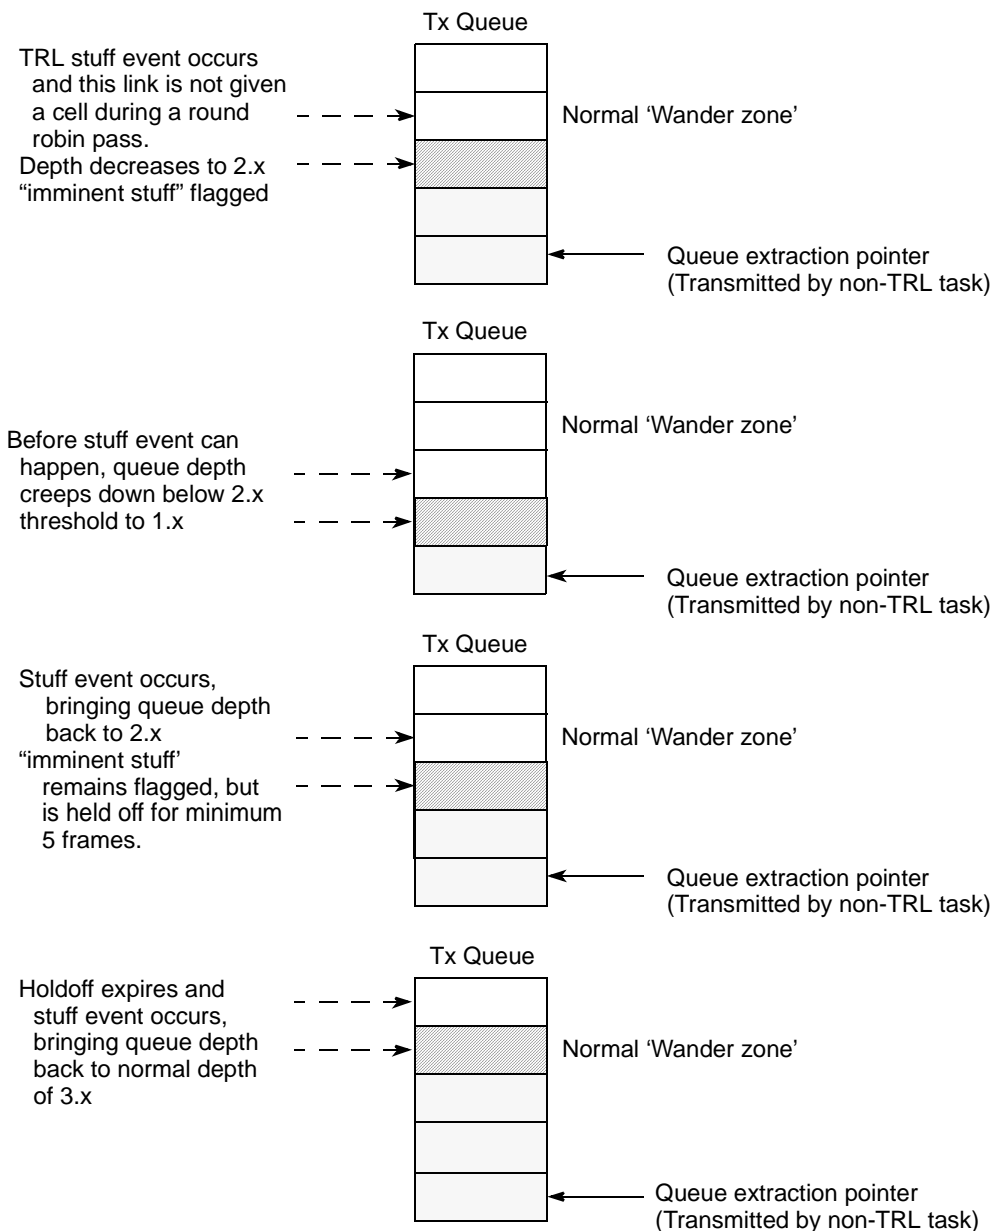 Tx Queue
TRL stuff event occurs
and this link is not given
a cell during a round
robin pass.
Depth decreases to 2.x
“imminent stuff” flagged
Normal ‘Wander zone’
Queue extraction pointer
(Transmitted by non-TRL task)
Tx Queue
Before stuff event can
happen, queue depth
creeps down below 2.x
threshold to 1.x
Normal ‘Wander zone’
Queue extraction pointer
(Transmitted by non-TRL task)
Tx Queue
Stuff event occurs,
bringing queue depth
back to 2.x
“imminent stuff’
remains flagged, but
is held off for minimum
5 frames.
Normal ‘Wander zone’
Queue extraction pointer
(Transmitted by non-TRL task)
Tx Queue
Holdoff expires and
stuff event occurs,
bringing queue depth
back to normal depth
of 3.x
Normal ‘Wander zone’
Queue extraction pointer
(Transmitted by non-TRL task)